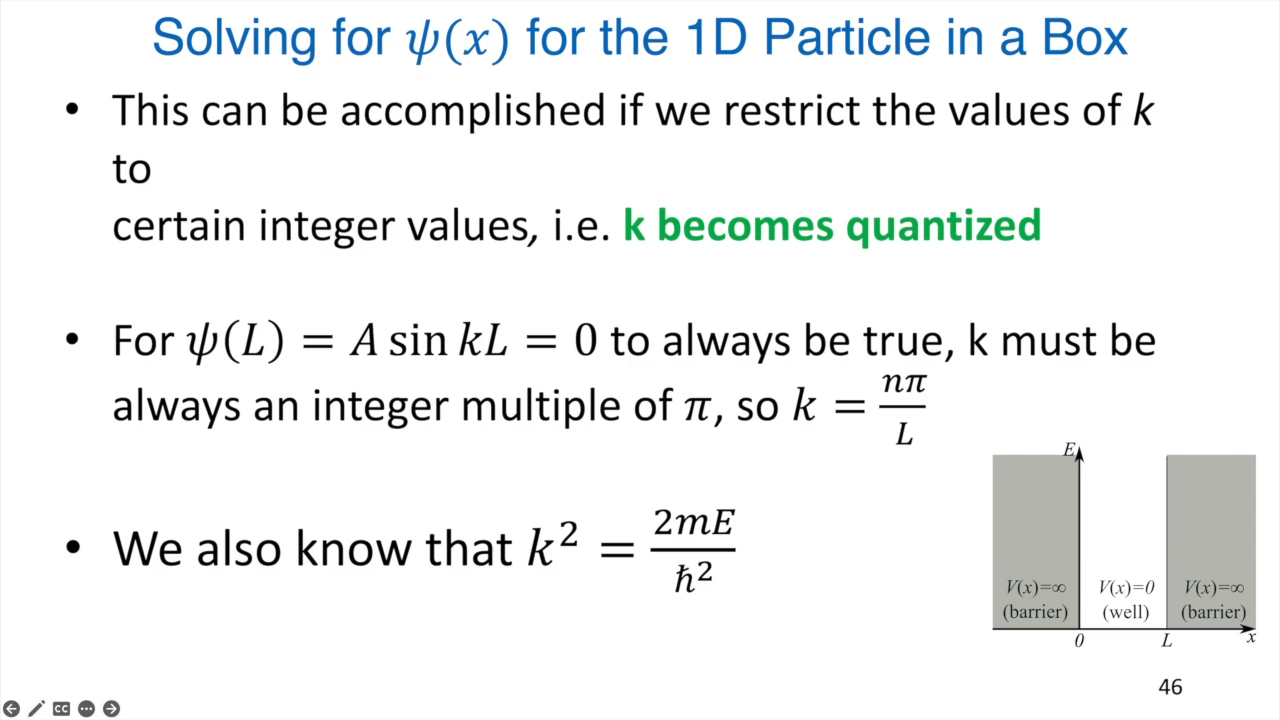 Solving for ψ(x) for the 1D Particle in a Box
• This can be accomplished if we restrict the values of k
to
certain integer values, i.e. k becomes quantized
• For ψ(L) = A sin kL = 0 to always be true, k must be
always an integer multiple of π, so k = nπ/L
• We also know that k² = 2mE/ħ²
E
V(x)=∞ V(x)=0 V(x)=∞
(barrier) (well) (barrier)
0 L x
46
CC